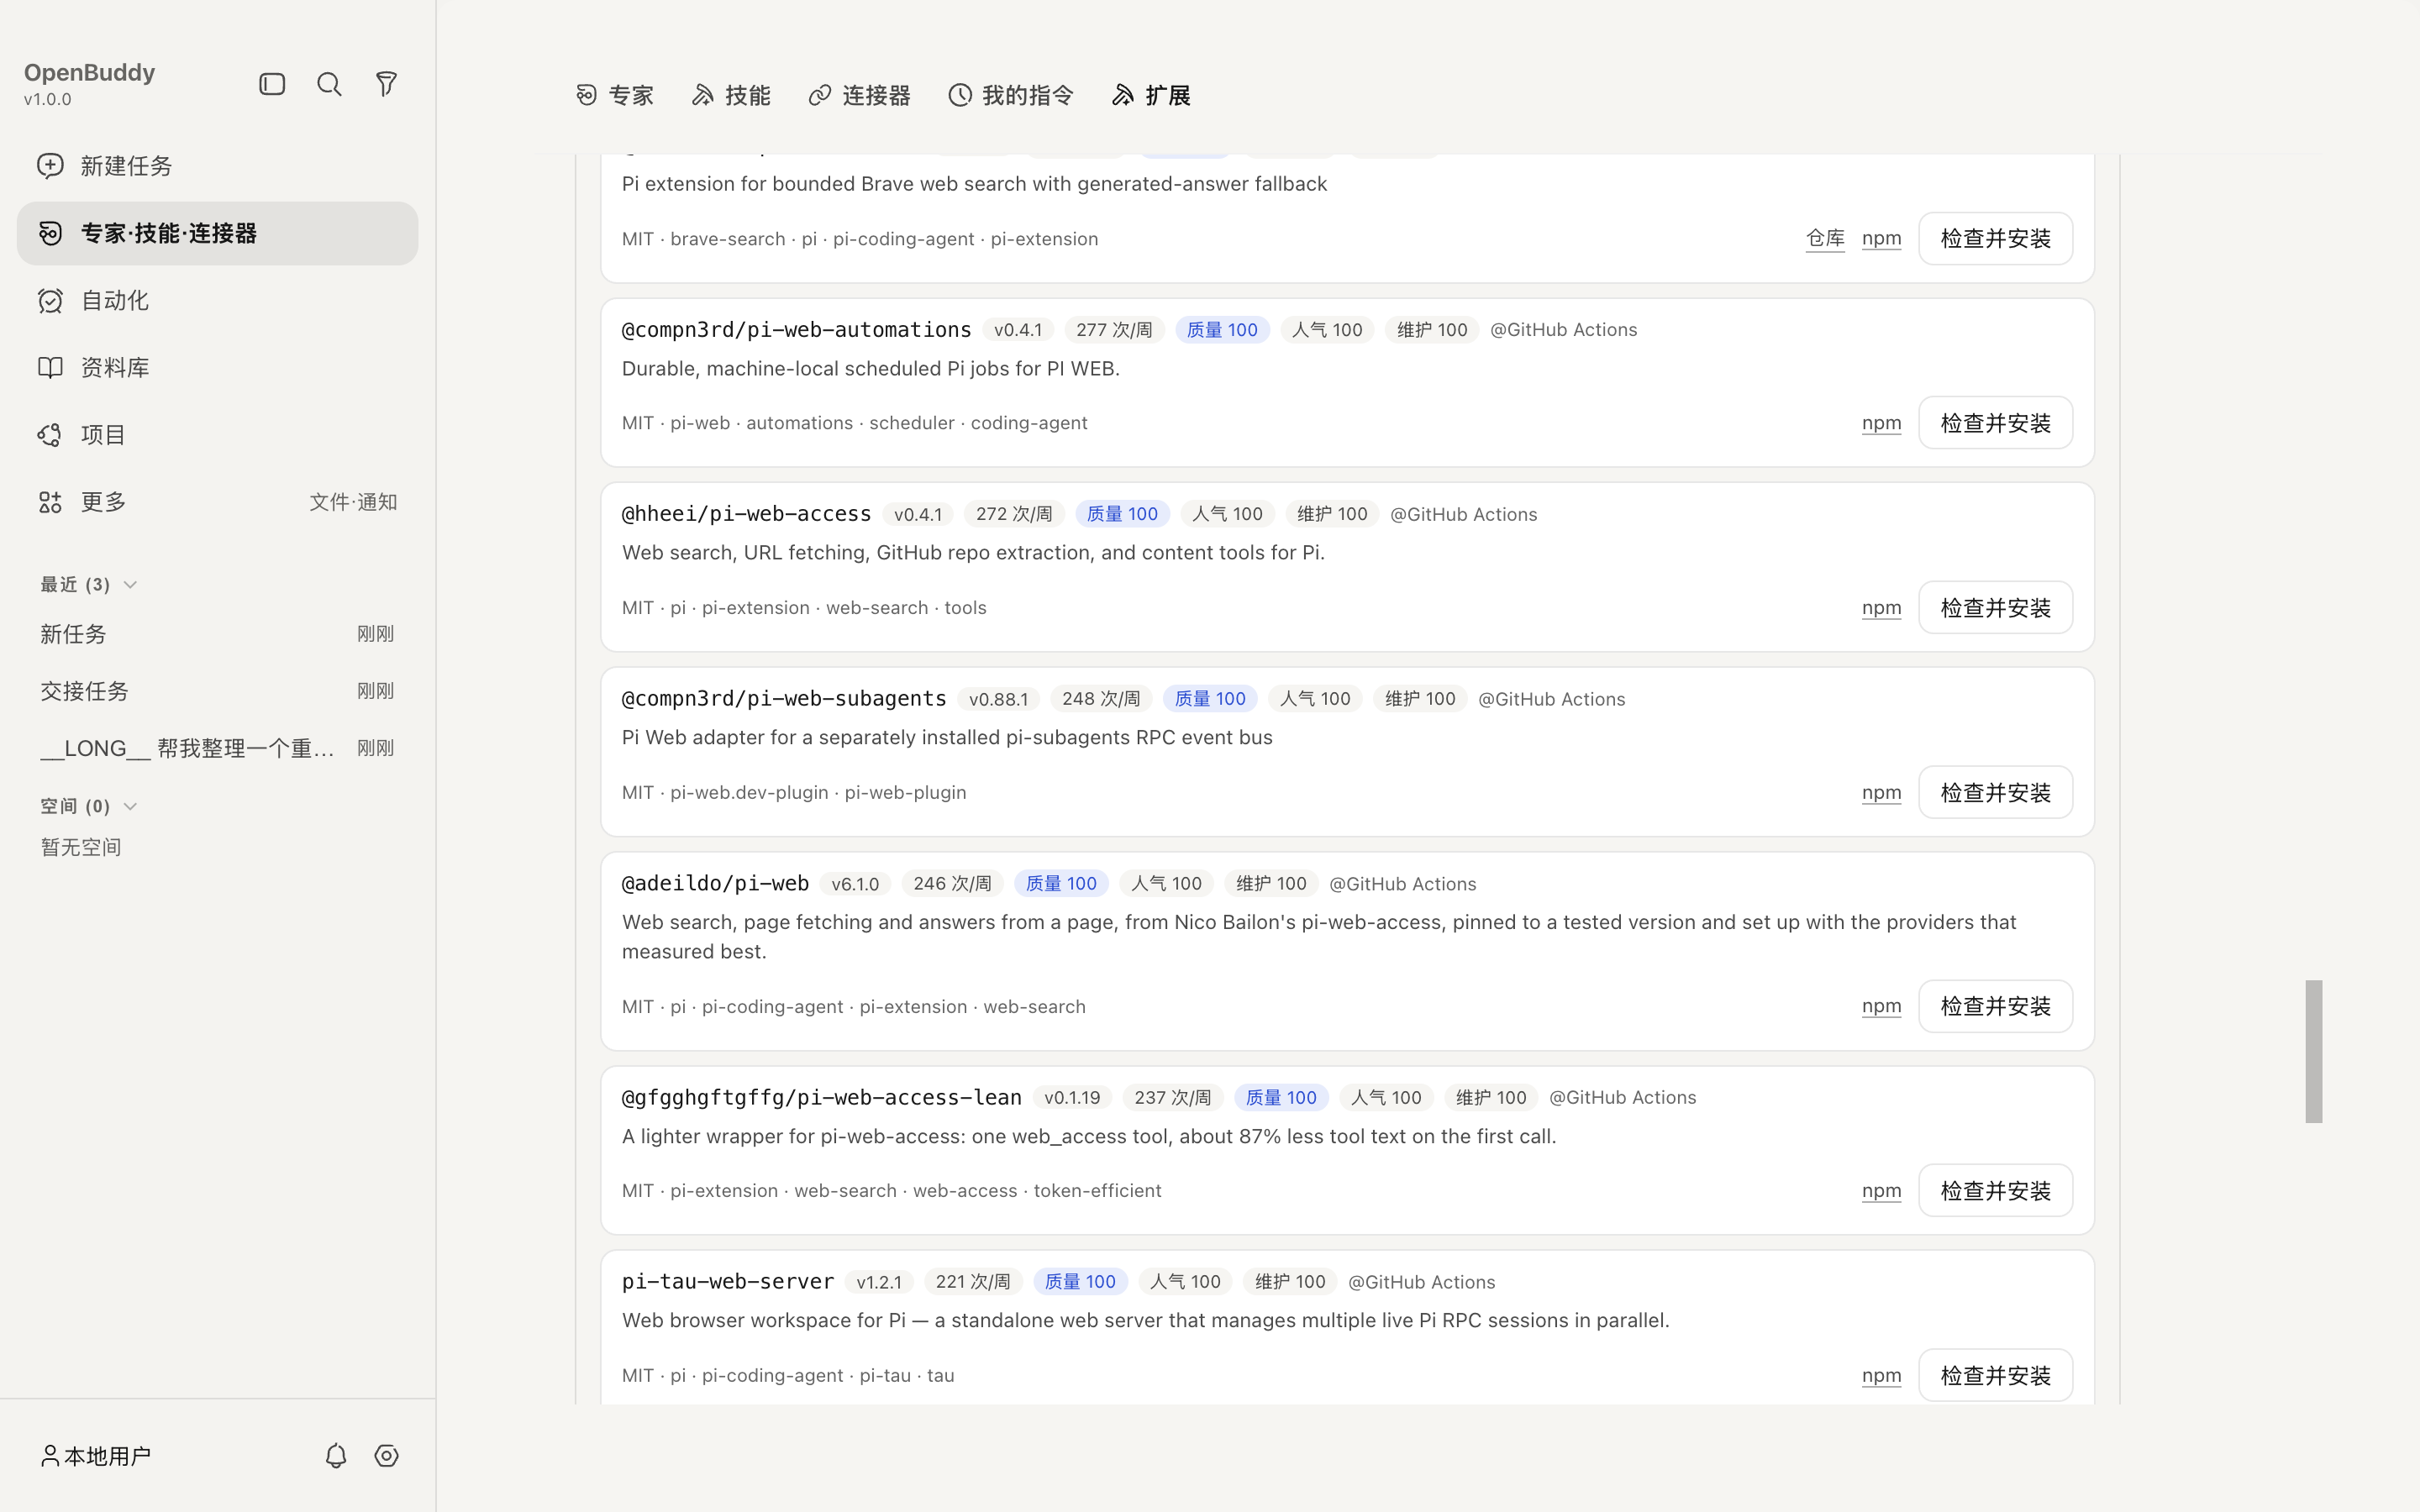 OpenBuddy
v1.0.0
新建任务
专家·技能·连接器
自动化
资料库
项目
更多 文件·通知
最近 (3)
新任务 刚刚
交接任务 刚刚
__LONG__ 帮我整理一个重… 刚刚
空间 (0)
暂无空间
本地用户
专家 技能 连接器 我的指令 扩展
Pi extension for bounded Brave web search with generated-answer fallback
MIT · brave-search · pi · pi-coding-agent · pi-extension 仓库 npm 检查并安装
@compn3rd/pi-web-automations v0.4.1 277 次/周 质量 100 人气 100 维护 100 @GitHub Actions
Durable, machine-local scheduled Pi jobs for PI WEB.
MIT · pi-web · automations · scheduler · coding-agent npm 检查并安装
@hheei/pi-web-access v0.4.1 272 次/周 质量 100 人气 100 维护 100 @GitHub Actions
Web search, URL fetching, GitHub repo extraction, and content tools for Pi.
MIT · pi · pi-extension · web-search · tools npm 检查并安装
@compn3rd/pi-web-subagents v0.88.1 248 次/周 质量 100 人气 100 维护 100 @GitHub Actions
Pi Web adapter for a separately installed pi-subagents RPC event bus
MIT · pi-web.dev-plugin · pi-web-plugin npm 检查并安装
@adeildo/pi-web v6.1.0 246 次/周 质量 100 人气 100 维护 100 @GitHub Actions
Web search, page fetching and answers from a page, from Nico Bailon's pi-web-access, pinned to a tested version and set up with the providers that
measured best.
MIT · pi · pi-coding-agent · pi-extension · web-search npm 检查并安装
@gfgghgftgffg/pi-web-access-lean v0.1.19 237 次/周 质量 100 人气 100 维护 100 @GitHub Actions
A lighter wrapper for pi-web-access: one web_access tool, about 87% less tool text on the first call.
MIT · pi-extension · web-search · web-access · token-efficient npm 检查并安装
pi-tau-web-server v1.2.1 221 次/周 质量 100 人气 100 维护 100 @GitHub Actions
Web browser workspace for Pi — a standalone web server that manages multiple live Pi RPC sessions in parallel.
MIT · pi · pi-coding-agent · pi-tau · tau npm 检查并安装